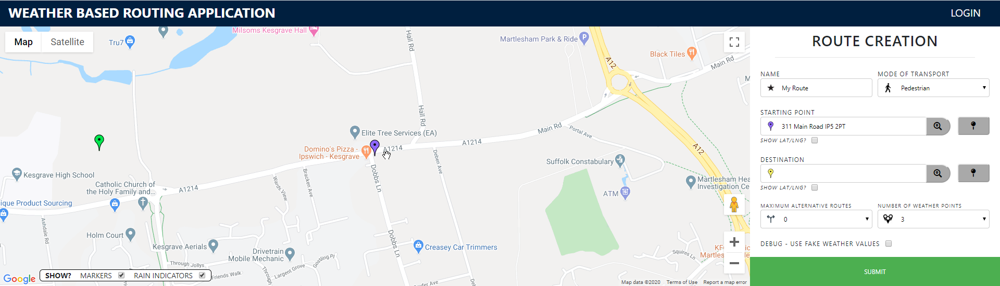 WEATHER BASED ROUTING APPLICATION
LOGIN
Map
Satellite
Tru7
Milsoms Kesgrave Hall
Hall Rd
Martlesham Park & Ride
Black Tiles
A12
Main Rd
M
Hall Rd
Elite Tree Services (EA)
Domino's Pizza -
Ipswich - Kesgrave
A1214
A1214
Main Rd
Portal Ave
A12
Deben Ave
Suffolk Constabulary
Kesgrave High School
Catholic Church of
the Holy Family and...
A1214
Wards View
Bracken Ave
Dobbs Ln
Martlesham Hea
Investigation Ce
ATM
ique Product Sourcing
Ashdale Rd
Holm Court
Kesgrave Aerials
Drivetrain
Mobile Mechanic
Gostling Pl
Dobbs Ln
Creasey Car Trimmers
Squires Ln
Through Jollys
Friends Walk
Through
Largent Grove
Google
SHOW?
MARKERS
RAIN INDICATORS
Map data ©2020
Terms of Use
Report a map error
ROUTE CREATION
NAME
MODE OF TRANSPORT
My Route
Pedestrian
STARTING POINT
311 Main Road IP5 2PT
SHOW LAT/LNG?
DESTINATION
SHOW LAT/LNG?
MAXIMUM ALTERNATIVE ROUTES
NUMBER OF WEATHER POINTS
0
3
DEBUG - USE FAKE WEATHER VALUES
SUBMIT